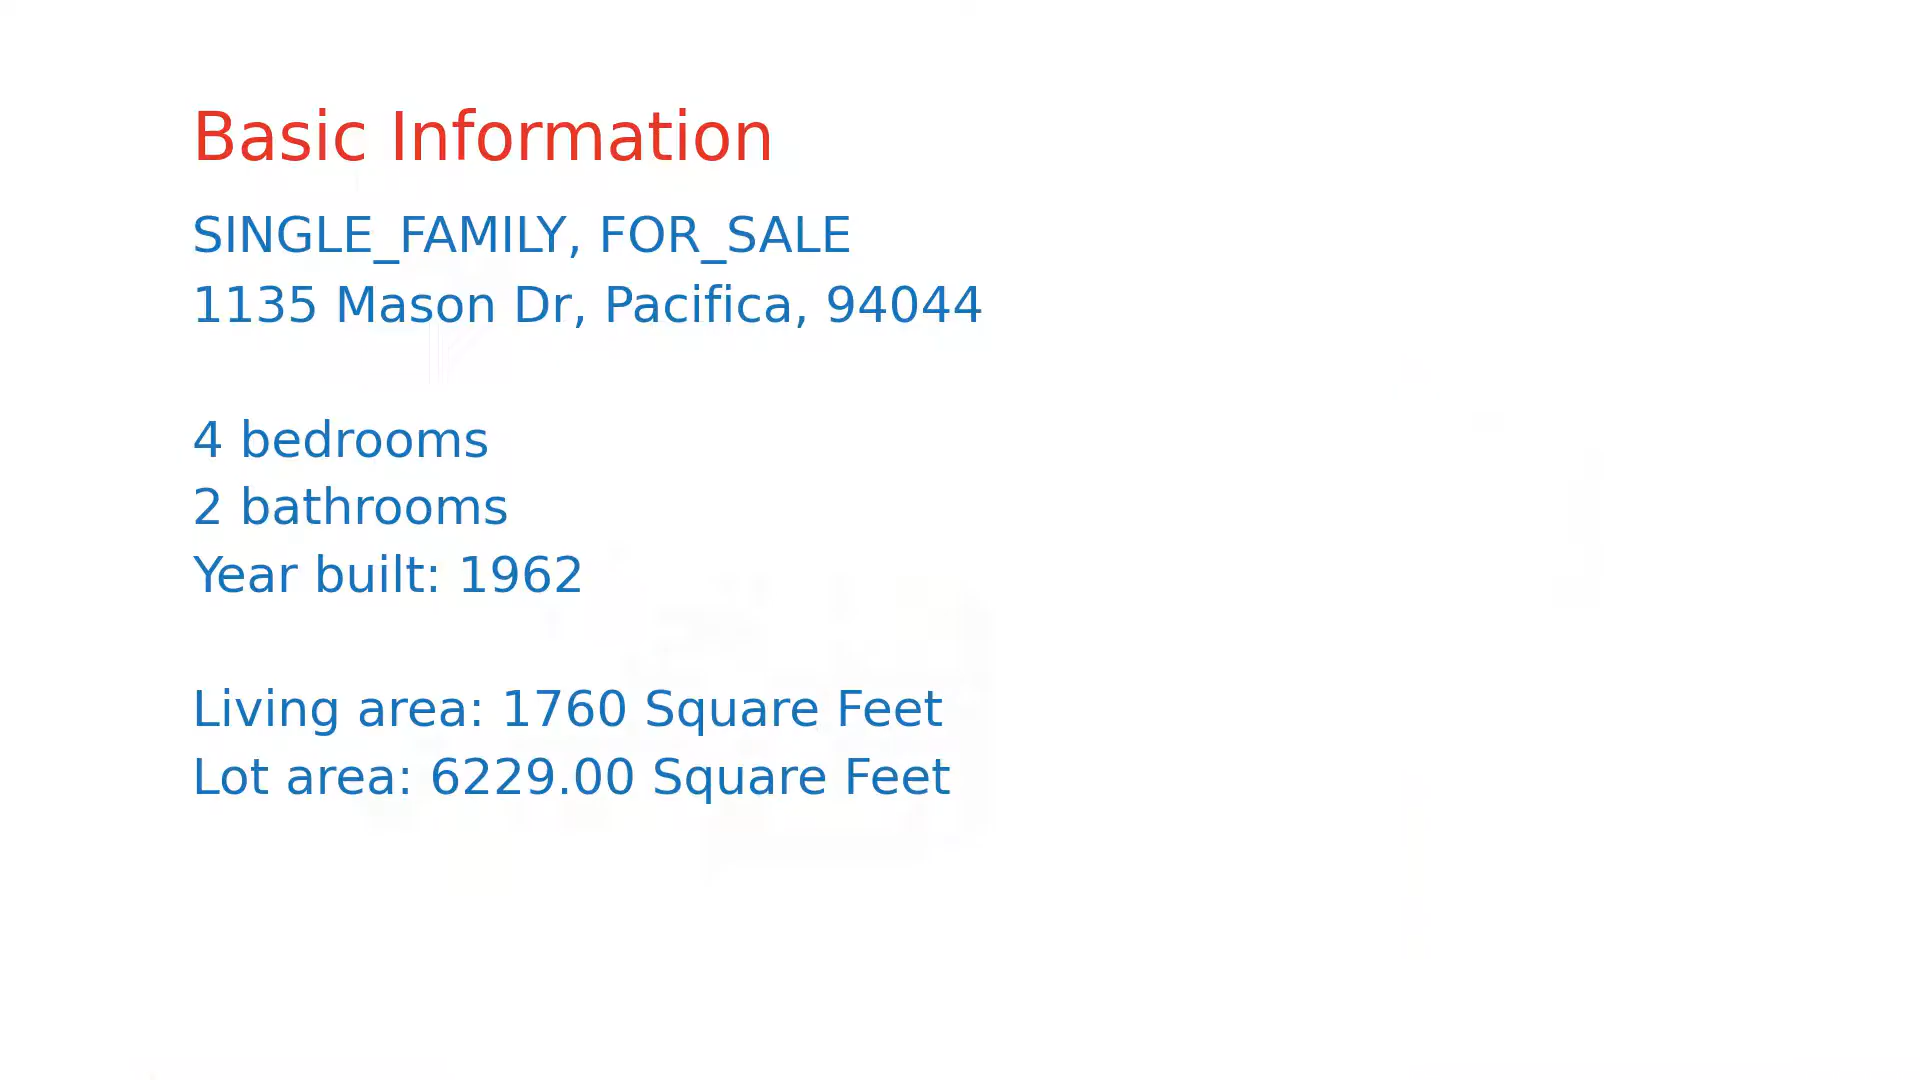 Basic Information
SINGLE_FAMILY, FOR_SALE
1135 Mason Dr, Pacifica, 94044
4 bedrooms
2 bathrooms
Year built: 1962
Living area: 1760 Square Feet
Lot area: 6229.00 Square Feet